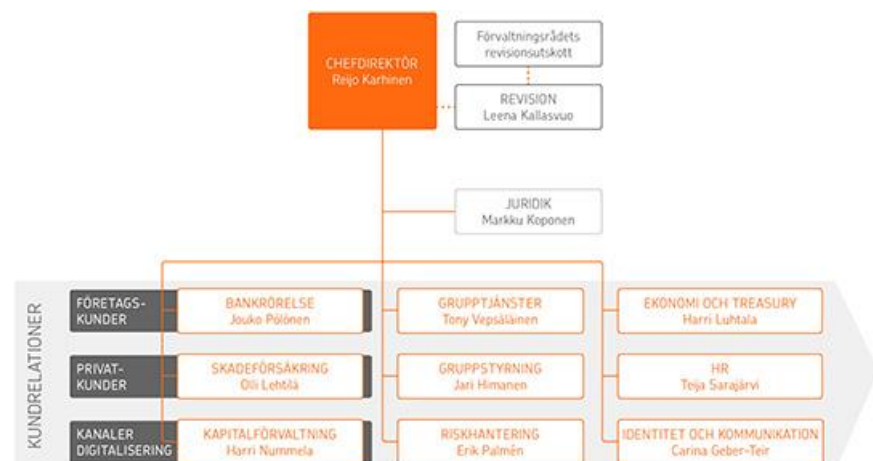 CHEFDIREKTÖR
Reijo Karhinen
Förvaltningsrådets
revisionsutskott
REVISION
Leena Kallasvuo
JURIDIK
Markku Koponen
KUNDRELATIONER
FÖRETAGS-
KUNDER
BANKRÖRELSE
Jouko Pölönen
GRUPPTJÄNSTER
Tony Vepsäläinen
EKONOMI OCH TREASURY
Harri Luhtala
PRIVAT-
KUNDER
SKADEFÖRSÄKRING
Olli Lehtilä
GRUPPSTYRNING
Jari Himanen
HR
Teija Sarajärvi
KANALER
DIGITALISERING
KAPITALFÖRVALTNING
Harri Nummela
RISKHANTERING
Erik Palmén
IDENTITET OCH KOMMUNIKATION
Carina Geber-Teir